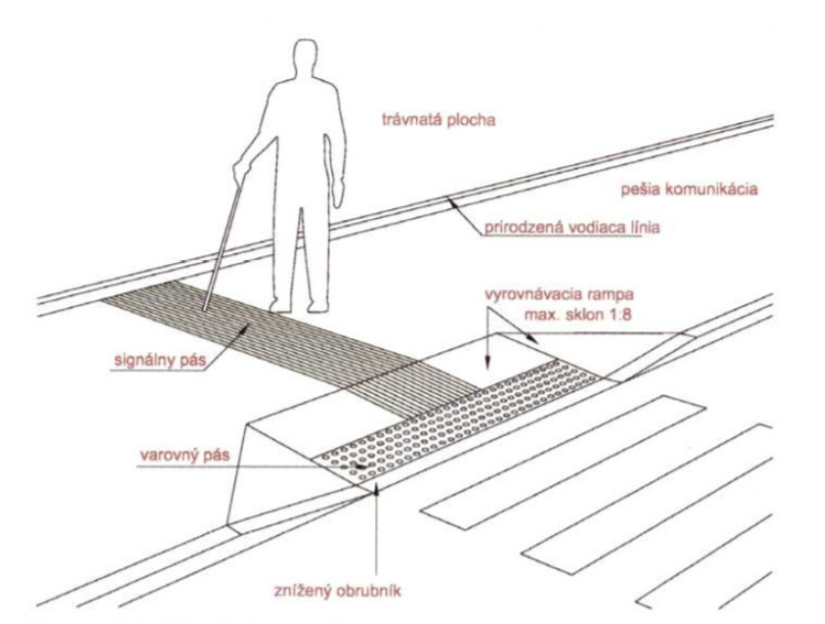 trávnatá plocha
pešia komunikácia
prirodzená vodiaca línia
vyrovnávacia rampa
max. sklon 1:8
signálny pás
varovný pás
znížený obrubník